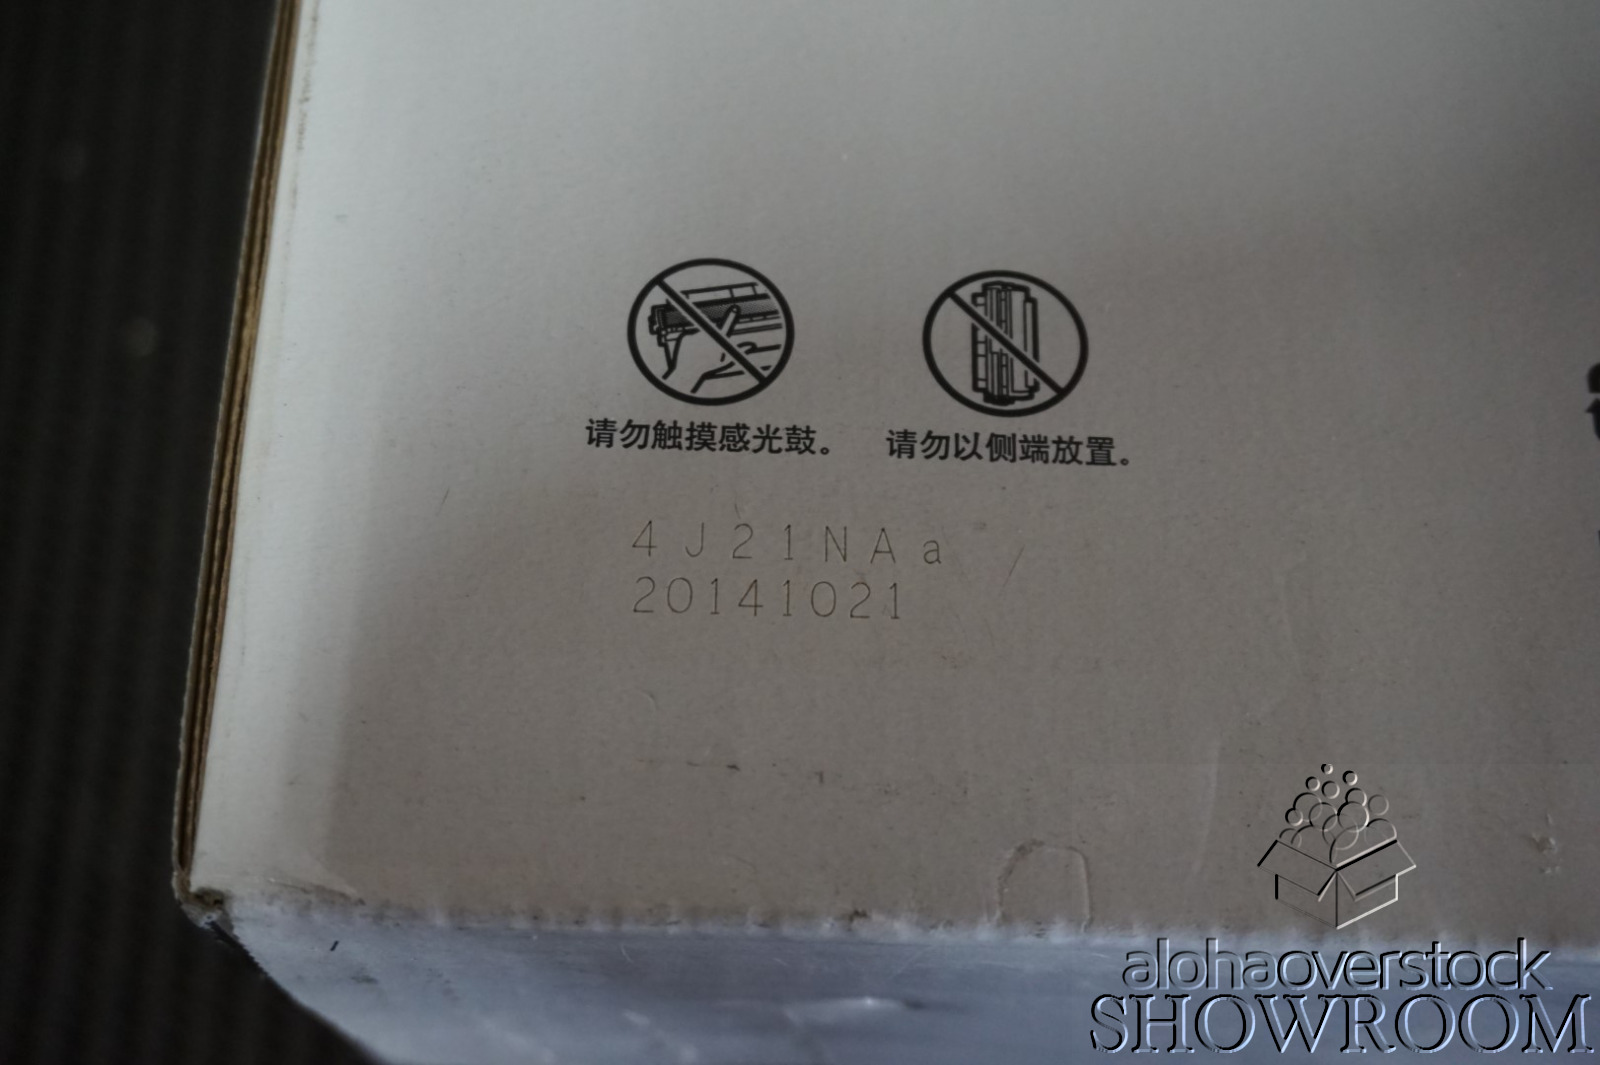 请勿触摸感光鼓。 请勿以侧端放置。
4J21NAa
20141021
alohaoverstock
SHOWROOM